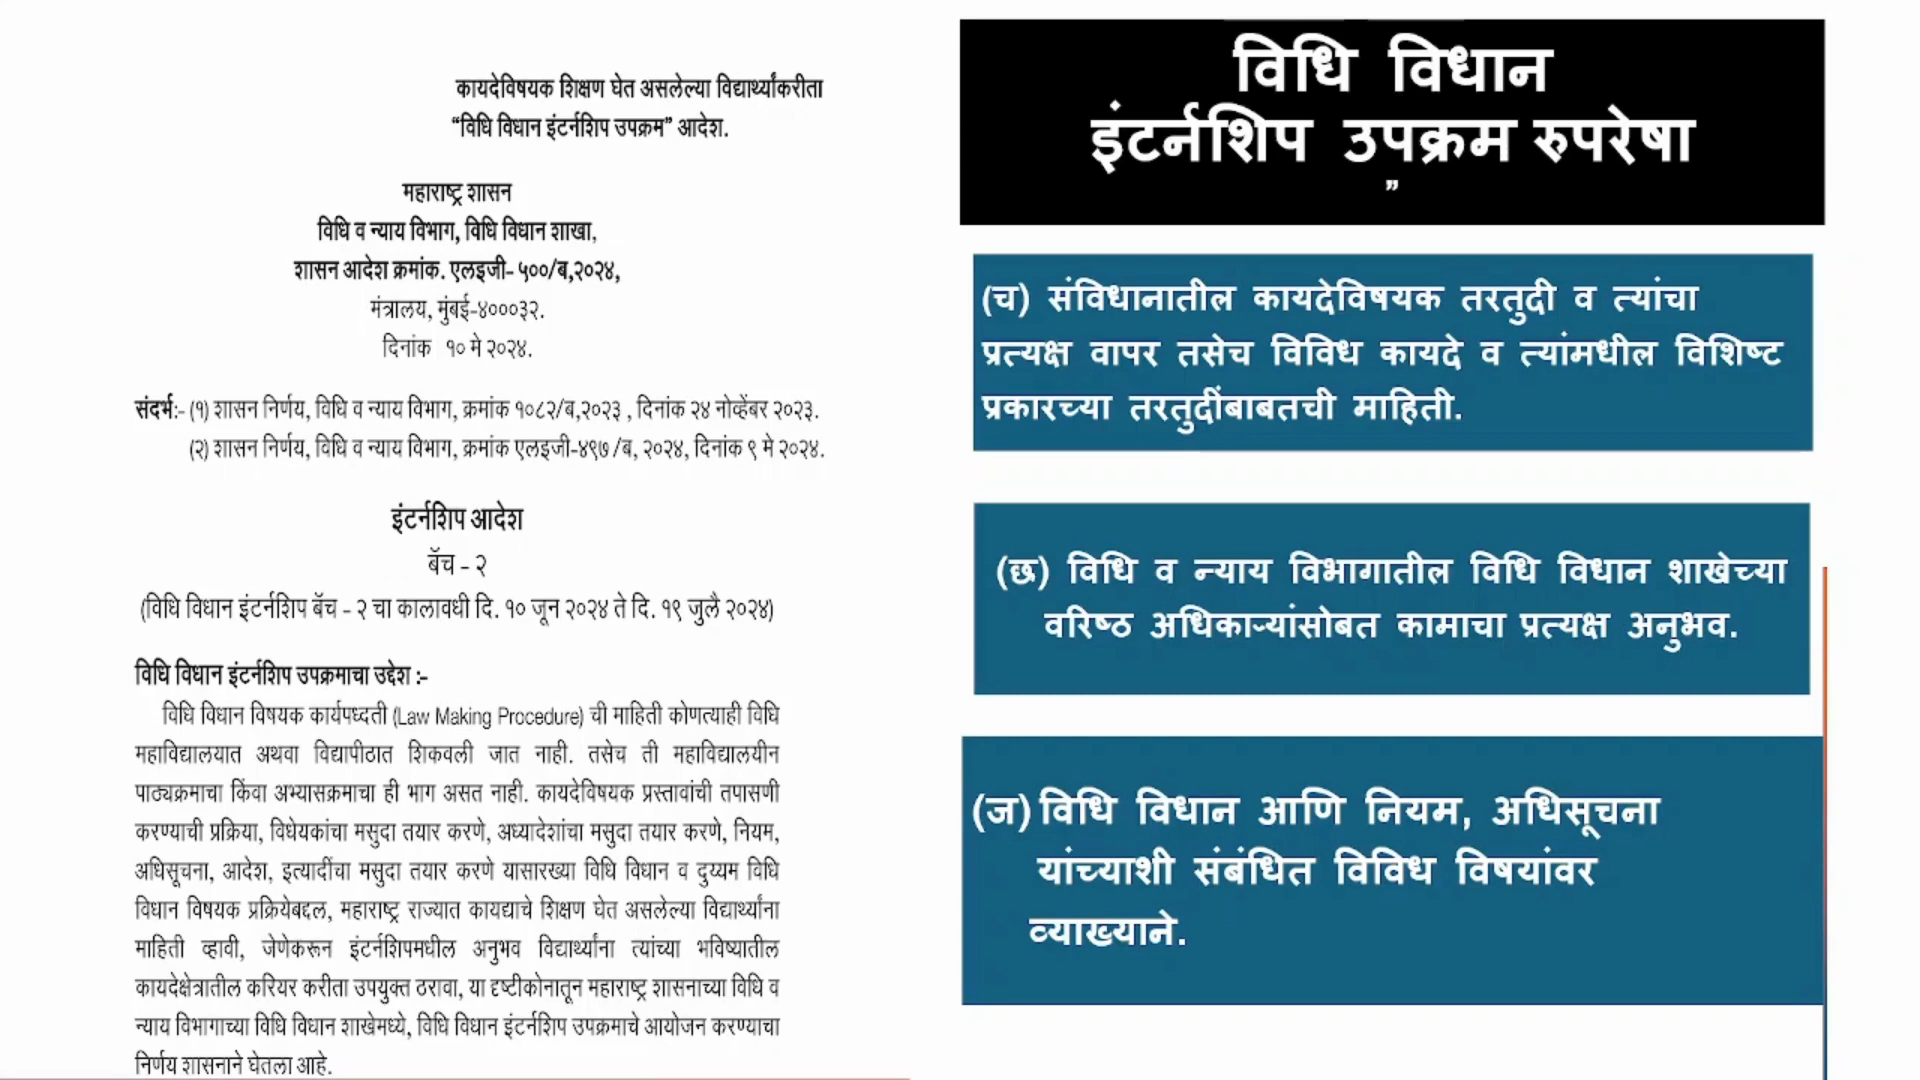 कायदेविषयक शिक्षण घेत असलेल्या विद्यार्थ्यांकरीता
“विधि विधान इंटर्नशिप उपक्रम” आदेश.
महाराष्ट्र शासन
विधि व न्याय विभाग, विधि विधान शाखा,
शासन आदेश क्रमांक. एलइजी- ५००/ब,२०२४,
मंत्रालय, मुंबई-४०००३२.
दिनांक १० मे २०२४.
संदर्भ:- (१) शासन निर्णय, विधि व न्याय विभाग, क्रमांक १०८२/ब,२०२३ , दिनांक २४ नोव्हेंबर २०२३.
(२) शासन निर्णय, विधि व न्याय विभाग, क्रमांक एलइजी-४९७/ब, २०२४, दिनांक ९ मे २०२४.
इंटर्नशिप आदेश
बॅच - २
(विधि विधान इंटर्नशिप बॅच - २ चा कालावधी दि. १० जून २०२४ ते दि. १९ जुलै २०२४)
विधि विधान इंटर्नशिप उपक्रमाचा उद्देश :-
विधि विधान विषयक कार्यपध्दती (Law Making Procedure) ची माहिती कोणत्याही विधि
महाविद्यालयात अथवा विद्यापीठात शिकवली जात नाही. तसेच ती महाविद्यालयीन
पाठ्यक्रमाचा किंवा अभ्यासक्रमाचा ही भाग असत नाही. कायदेविषयक प्रस्तावांची तपासणी
करण्याची प्रक्रिया, विधेयकांचा मसुदा तयार करणे, अध्यादेशांचा मसुदा तयार करणे, नियम,
अधिसूचना, आदेश, इत्यादींचा मसुदा तयार करणे यासारख्या विधि विधान व दुय्यम विधि
विधान विषयक प्रक्रियेबद्दल, महाराष्ट्र राज्यात कायद्याचे शिक्षण घेत असलेल्या विद्यार्थ्यांना
माहिती व्हावी, जेणेकरून इंटर्नशिपमधील अनुभव विद्यार्थ्यांना त्यांच्या भविष्यातील
कायदेक्षेत्रातील करियर करीता उपयुक्त ठरावा, या दृष्टीकोनातून महाराष्ट्र शासनाच्या विधि व
न्याय विभागाच्या विधि विधान शाखेमध्ये, विधि विधान इंटर्नशिप उपक्रमाचे आयोजन करण्याचा
निर्णय शासनाने घेतला आहे.
विधि विधान
इंटर्नशिप उपक्रम रुपरेषा
”
(च) संविधानातील कायदेविषयक तरतुदी व त्यांचा
प्रत्यक्ष वापर तसेच विविध कायदे व त्यांमधील विशिष्ट
प्रकारच्या तरतुदींबाबतची माहिती.
(छ) विधि व न्याय विभागातील विधि विधान शाखेच्या
वरिष्ठ अधिकाऱ्यांसोबत कामाचा प्रत्यक्ष अनुभव.
(ज) विधि विधान आणि नियम, अधिसूचना
यांच्याशी संबंधित विविध विषयांवर
व्याख्याने.